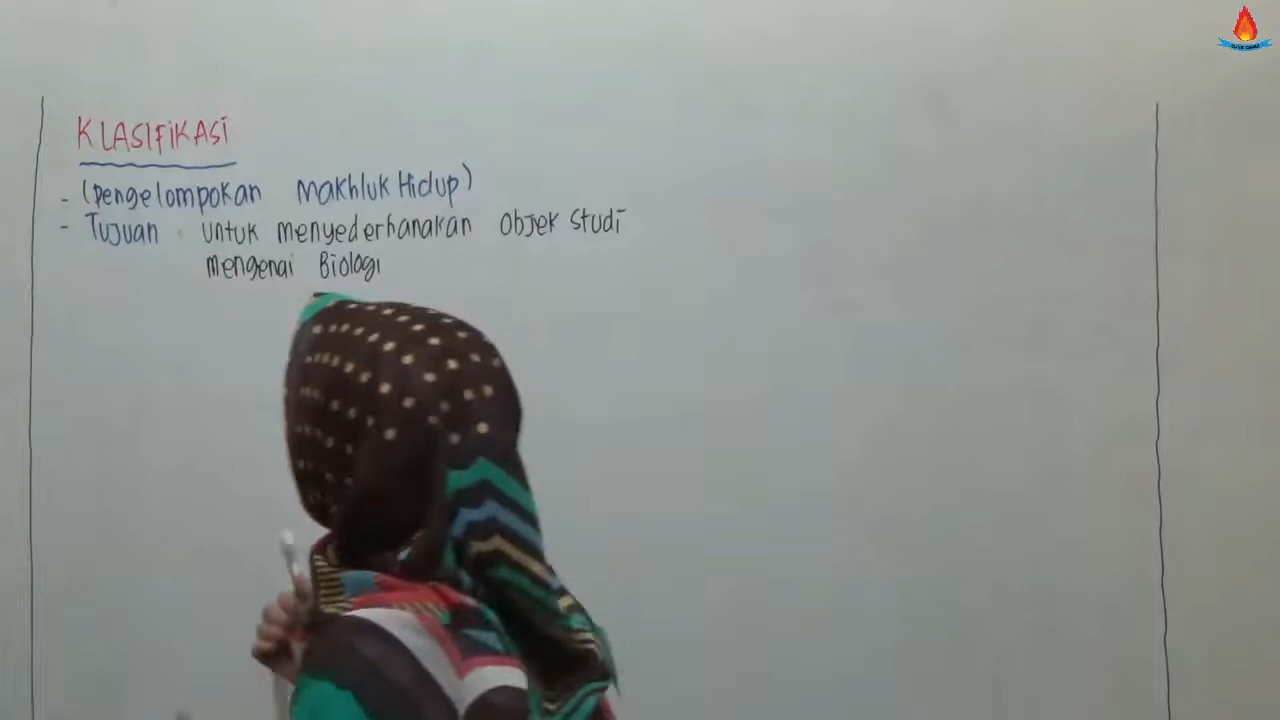 KLASIFIKASI
- (pengelompokan Makhluk Hidup)
- Tujuan : untuk menyederhanakan Objek Studi
mengenai Biologi